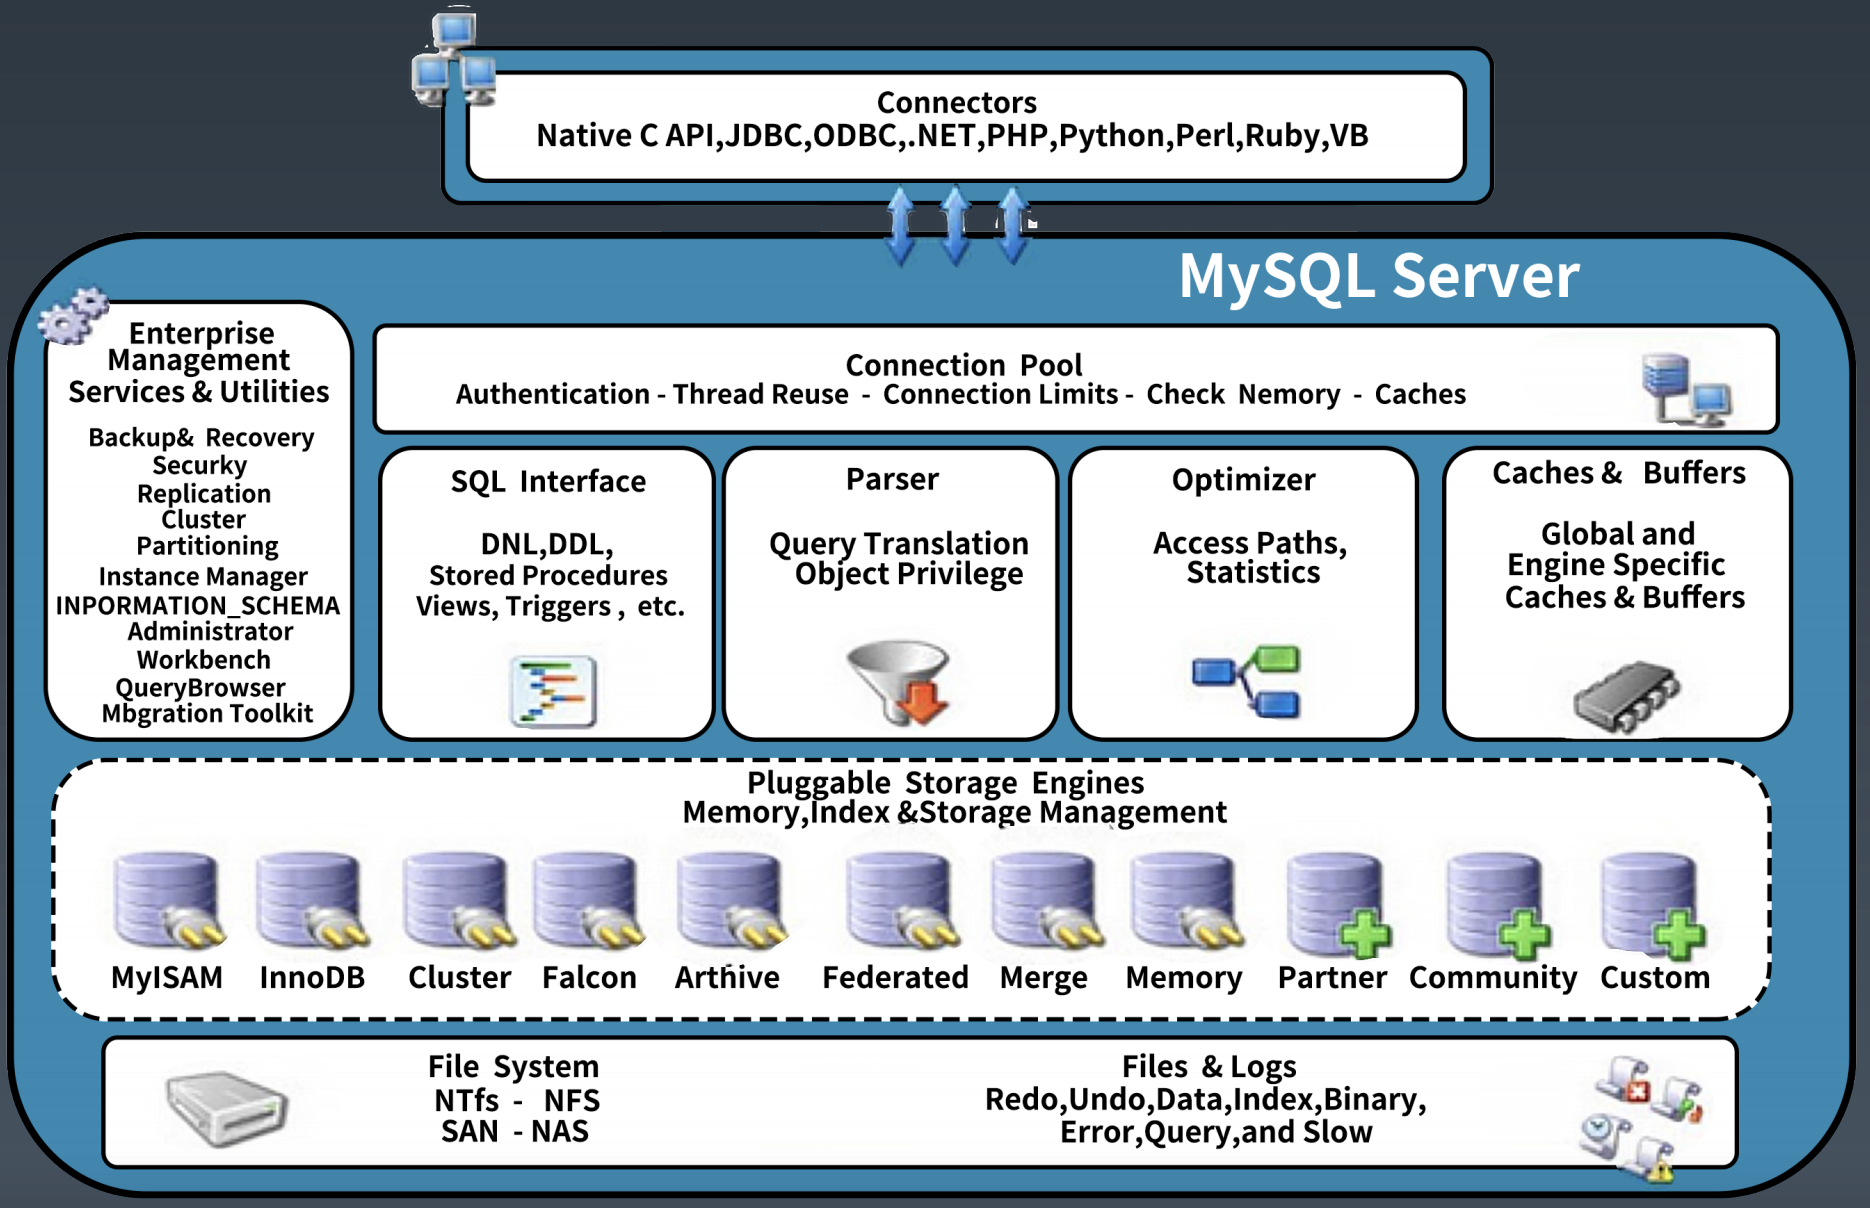 Connectors
Native C API,JDBC,ODBC,.NET,PHP,Python,Perl,Ruby,VB
MySQL Server
Enterprise
Management
Services & Utilities
Backup& Recovery
Securky
Replication
Cluster
Partitioning
Instance Manager
INPORMATION_SCHEMA
Administrator
Workbench
QueryBrowser
Mbgration Toolkit
Connection Pool
Authentication - Thread Reuse - Connection Limits - Check Nemory - Caches
SQL Interface
DNL,DDL,
Stored Procedures
Views, Triggers , etc.
Parser
Query Translation
Object Privilege
Optimizer
Access Paths,
Statistics
Caches & Buffers
Global and
Engine Specific
Caches & Buffers
Pluggable Storage Engines
Memory,Index &Storage Management
MyISAM InnoDB Cluster Falcon Arthive Federated Merge Memory Partner Community Custom
File System
NTfs - NFS
SAN - NAS
Files & Logs
Redo,Undo,Data,Index,Binary,
Error,Query,and Slow